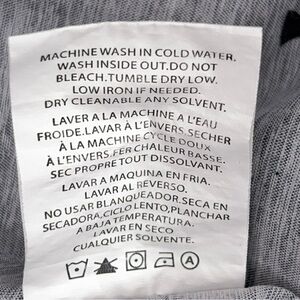 MACHINE WASH IN COLD WATER.
WASH INSIDE OUT.DO NOT
BLEACH.TUMBLE DRY LOW.
LOW IRON IF NEEDED.
DRY CLEANABLE ANY SOLVENT.
LAVER A LA MACHINE A L'EAU
FROIDE.LAVAR À L'ENVERS.SECHER
À LA MACHINE CYCLE DOUX
À L'ENVERS.FER CHALEUR BASSE.
SEC PROPRE TOUT DISSOLVANT.
LAVAR A MAQUINA EN FRIA.
LAVAR AL REVERSO.
NO USAR BLANQUEADOR.SECA EN
SECADORA,CICLO LENTO,PLANCHAR
A BAJA TEMPERATURA.
LAVAR EN SECO
CUALQUIER SOLVENTE.
A